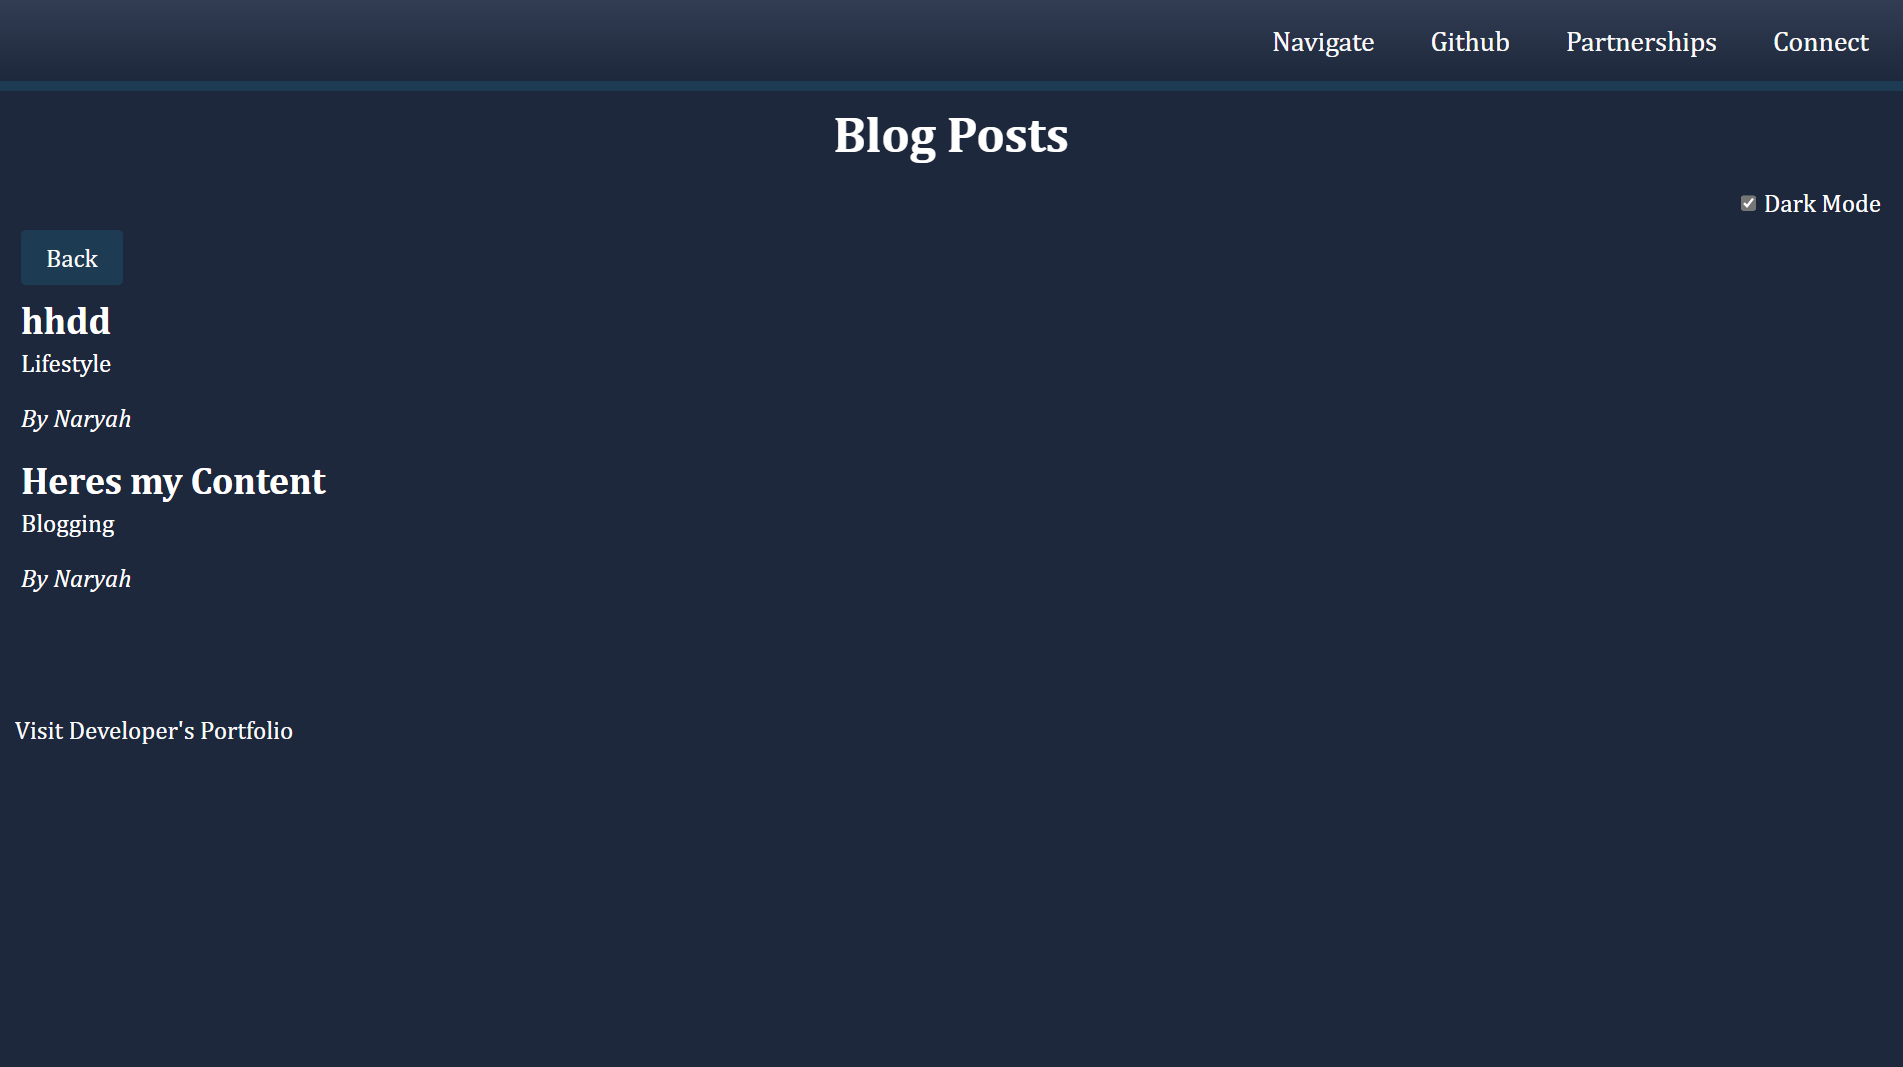 Navigate Github Partnerships Connect
Blog Posts
Dark Mode
Back
hhdd
Lifestyle
By Naryah
Heres my Content
Blogging
By Naryah
Visit Developer's Portfolio